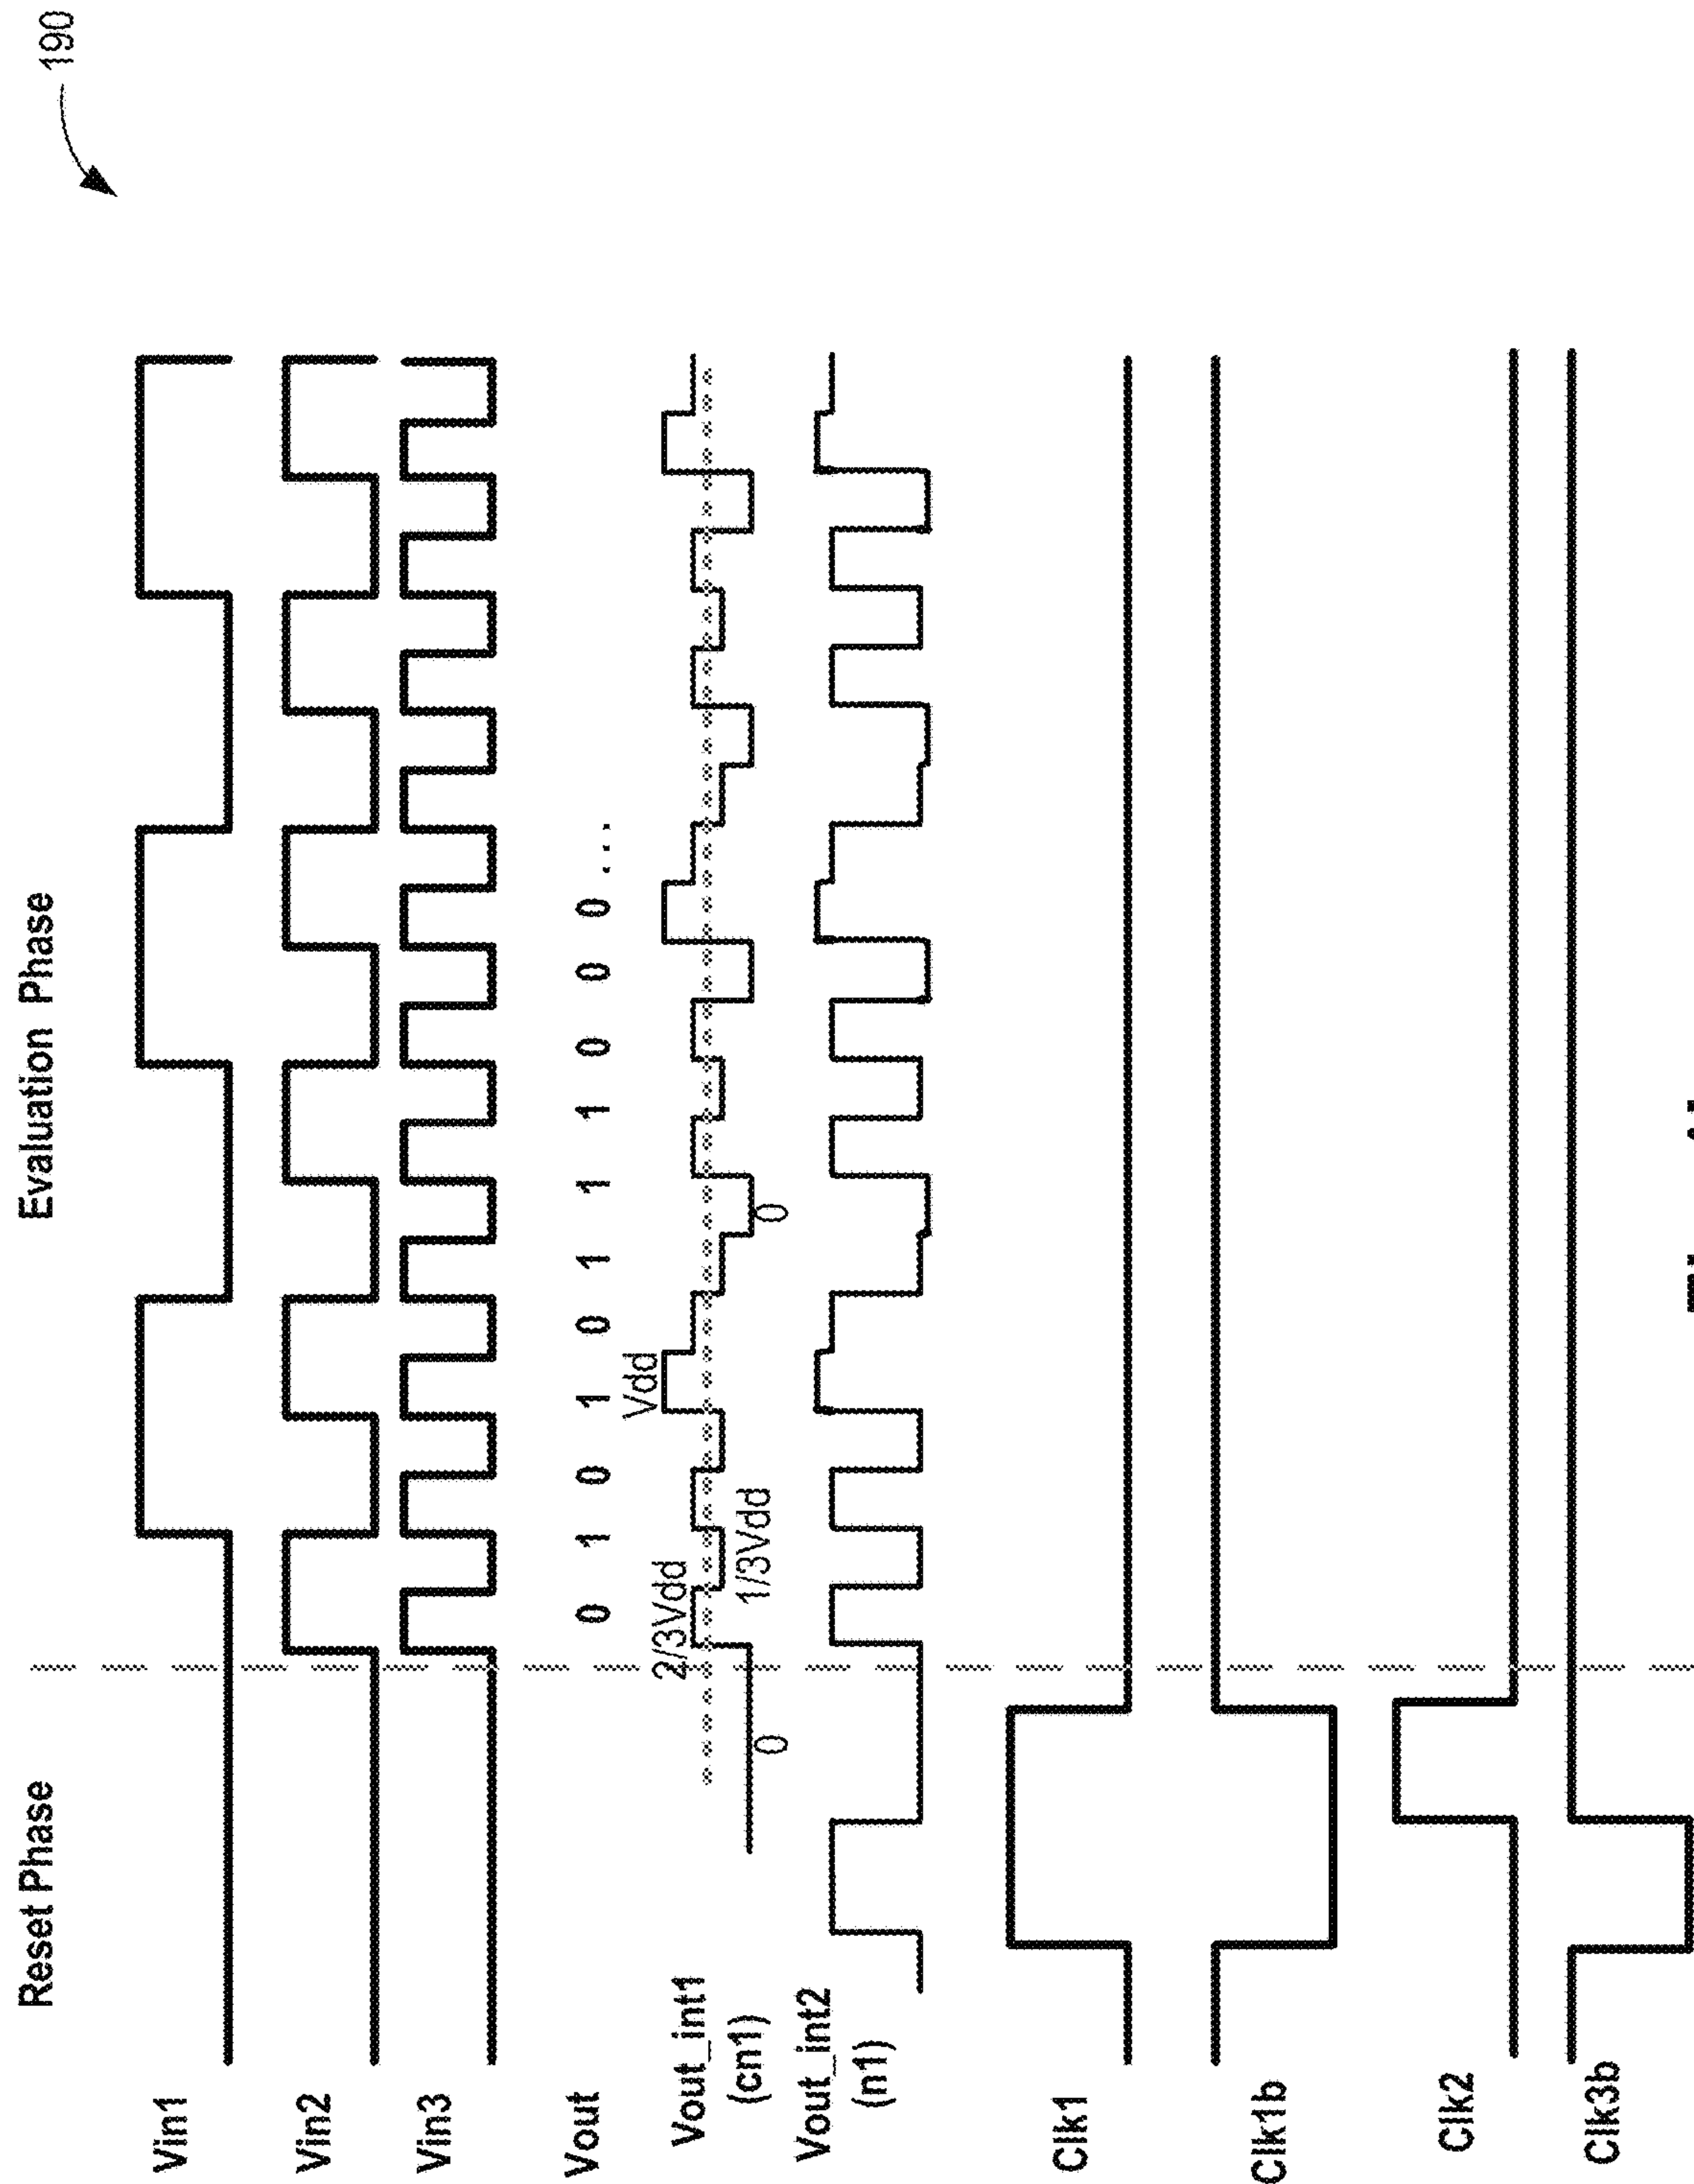 190
Reset Phase
Evaluation Phase
Vin1
Vin2
Vin3
Vout
0 1 0 1 0 1 1 1 0 0 0 ...
Vout_int1
(cn1)
0
2/3Vdd
1/3Vdd
Vdd
0
Vout_int2
(n1)
Clk1
Clk1b
Clk2
Clk3b